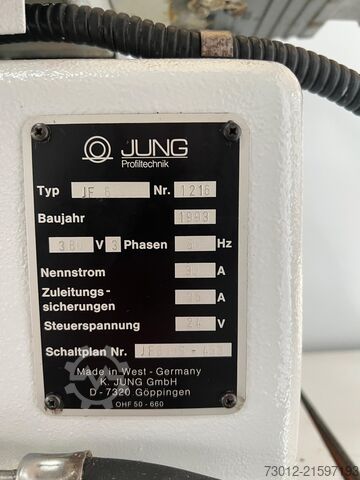 JUNG
Profiltechnik
Typ JF 6 Nr. 1216
Baujahr 1993
380 V 3 Phasen Hz
Nennstrom A
Zuleitungs-
sicherungen A
Steuerspannung 24 V
Schaltplan Nr.
Made in West - Germany
K. JUNG GmbH
D - 7320 Göppingen
OHF 50 - 660
73012-21597193